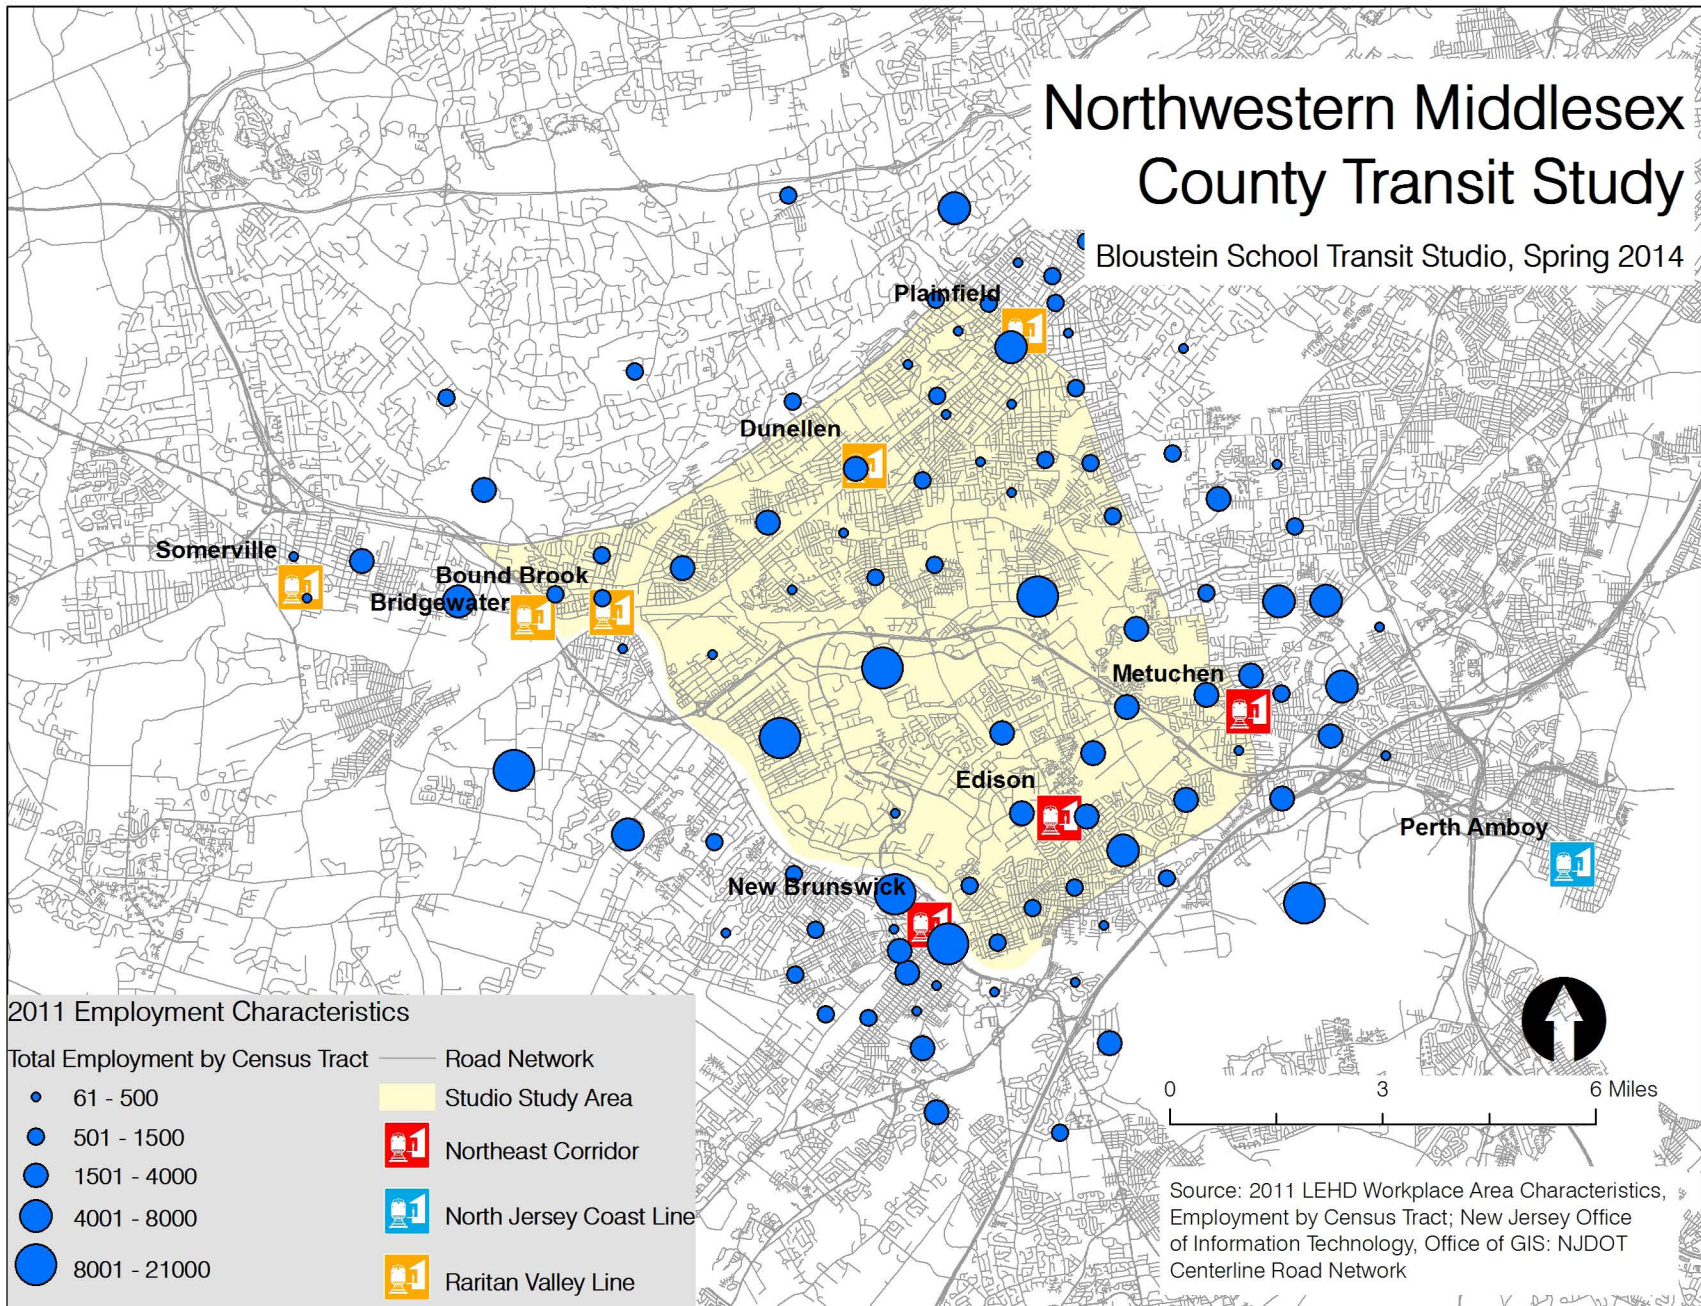 Northwestern Middlesex
County Transit Study
Bloustein School Transit Studio, Spring 2014
Plainfield
Dunellen
Somerville
Bound Brook
Bridgewater
Metuchen
Edison
Perth Amboy
New Brunswick
2011 Employment Characteristics
Total Employment by Census Tract
61 - 500
501 - 1500
1501 - 4000
4001 - 8000
8001 - 21000
Road Network
Studio Study Area
Northeast Corridor
North Jersey Coast Line
Raritan Valley Line
0 3 6 Miles
Source: 2011 LEHD Workplace Area Characteristics,
Employment by Census Tract; New Jersey Office
of Information Technology, Office of GIS: NJDOT
Centerline Road Network